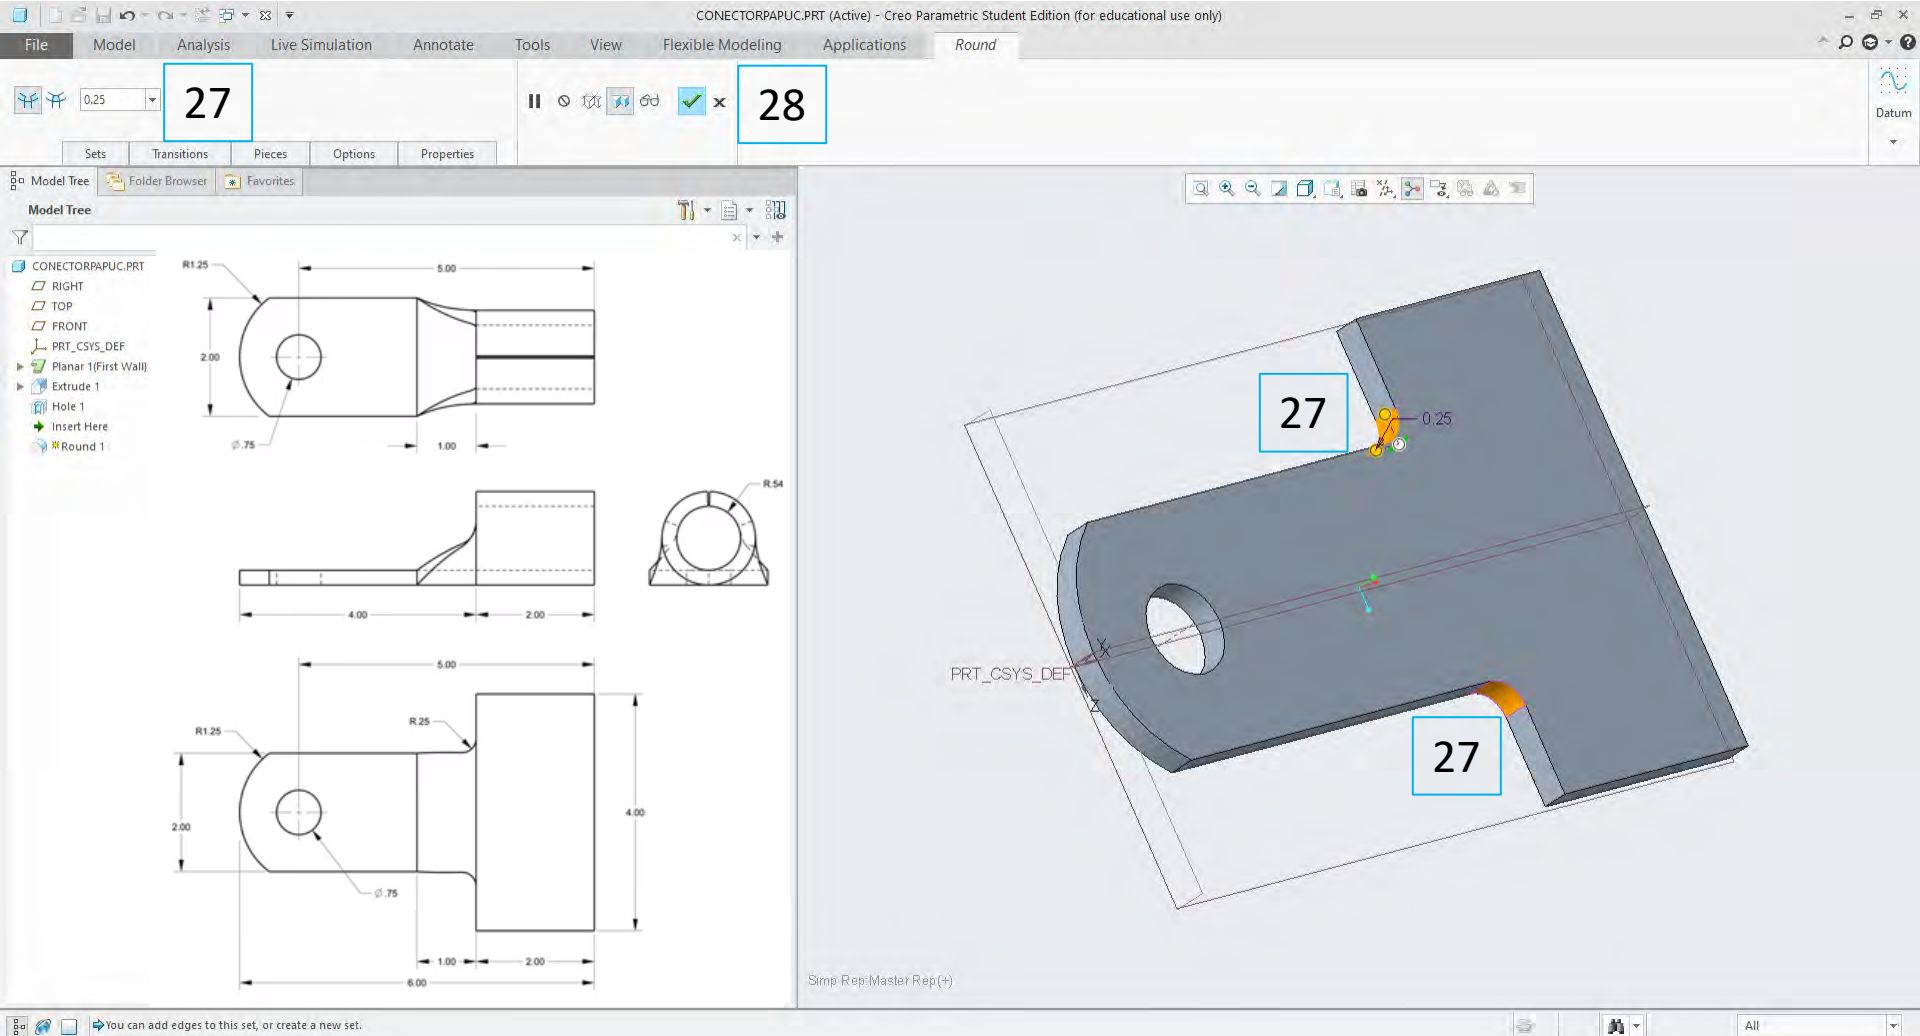 CONECTORPAPUC.PRT (Active) - Creo Parametric Student Edition (for educational use only)
File Model Analysis Live Simulation Annotate Tools View Flexible Modeling Applications Round
0.25
27
28
Datum
Sets Transitions Pieces Options Properties
Model Tree Folder Browser Favorites
Model Tree
CONECTORPAPUC.PRT
RIGHT
TOP
FRONT
PRT_CSYS_DEF
Planar 1(First Wall)
Extrude 1
Hole 1
Insert Here
Round 1
R1.25
5.00
2.00
Ø.75
1.00
R.54
4.00
2.00
5.00
R1.25
R.25
2.00
4.00
Ø.75
1.00
2.00
6.00
27
0.25
PRT_CSYS_DEF
Y
X
Z
27
Simp Rep:Master Rep(+)
You can add edges to this set, or create a new set.
All